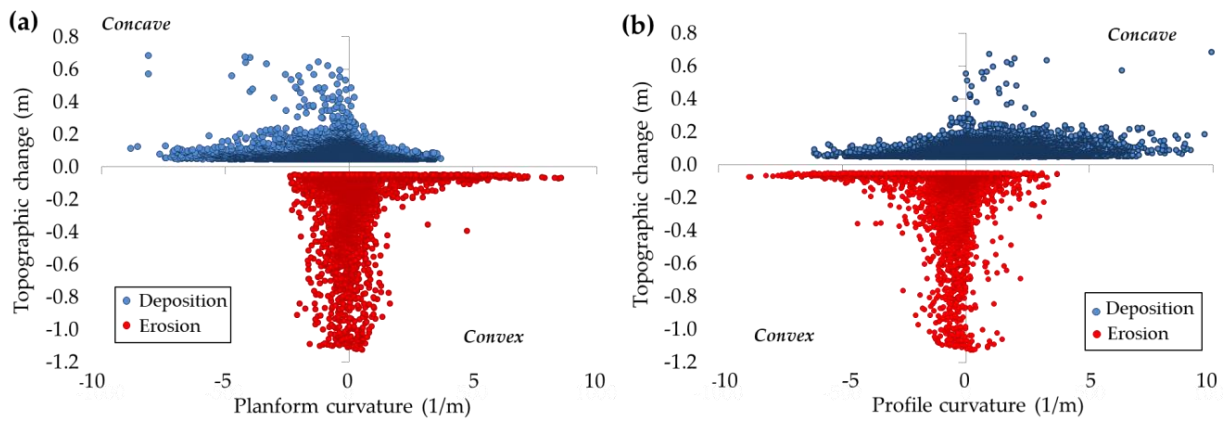 (a)
Concave
0.8
0.6
0.4
0.2
0.0
-0.2
-0.4
-0.6
-0.8
-1.0
-1.2
Topographic change (m)
Deposition
Erosion
Convex
-10
-5
0
5
10
Planform curvature (1/m)
(b)
Concave
0.8
0.6
0.4
0.2
0.0
-0.2
-0.4
-0.6
-0.8
-1.0
-1.2
Topographic change (m)
Convex
Deposition
Erosion
-10
-5
0
5
10
Profile curvature (1/m)